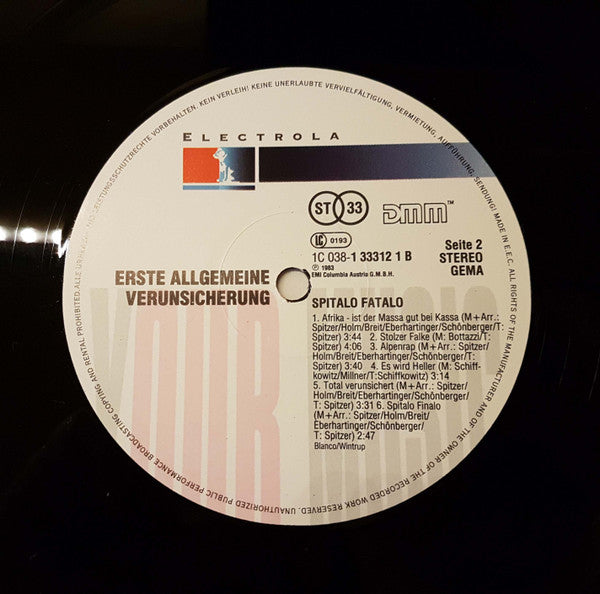 ELECTROLA
ST 33
DMM™
LC 0193
1C 038-1 33312 1 B
℗ 1983
EMI Columbia Austria G.M.B.H.
Seite 2
STEREO
GEMA
ERSTE ALLGEMEINE
VERUNSICHERUNG
SPITALO FATALO
1. Afrika - ist der Massa gut bei Kassa (M+Arr.:
Spitzer/Holm/Breit/Eberhartinger/Schönberger/T:
Spitzer) 3:44 2. Stolzer Falke (M: Bottazzi/T:
Spitzer) 4:06 3. Alpenrap (M+Arr.: Spitzer/
Holm/Breit/Eberhartinger/Schönberger/T:
Spitzer) 3:40 4. Es wird Heller (M: Schiff-
kowitz/Millner/T:Schiffkowitz) 3:14
5. Total verunsichert (M+Arr.: Spitzer/
Holm/Breit/Eberhartinger/Schönberger/
T: Spitzer) 3:31 6. Spitalo Finalo
(M+Arr.: Spitzer/Holm/Breit/
Eberhartinger/Schönberger/
T: Spitzer) 2:47
Blanco/Wintrup
YOUR MUSIC
VORBEHALTEN. KEIN VERLEIH! KEINE UNERLAUBTE VERVIELFÄLTIGUNG, VERMIETUNG, AUFFÜHRUNG, SENDUNG! MADE IN E.E.C. ALL RIGHTS OF THE MANUFACTURER AND OF THE OWNER OF THE RECORDED WORK RESERVED. UNAUTHORIZED PUBLIC PERFORMANCE BROADCASTING COPYING AND RENTAL PROHIBITED. ALLE